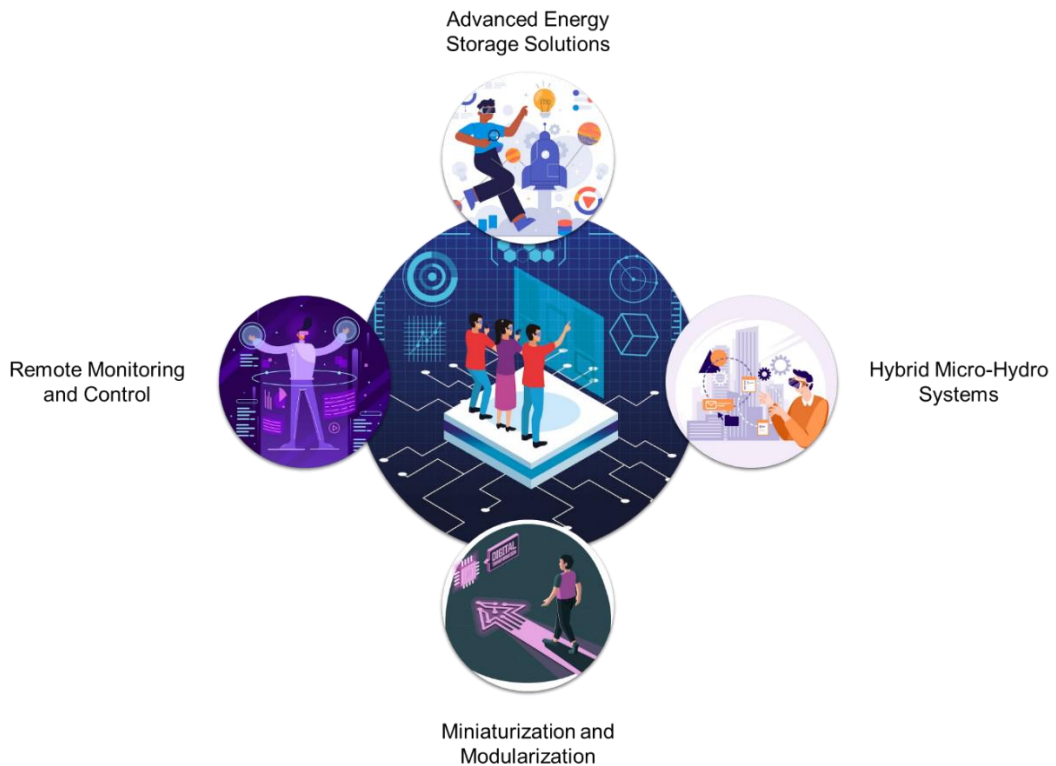 Advanced Energy
Storage Solutions
Remote Monitoring
and Control
Hybrid Micro-Hydro
Systems
DIGITAL
Miniaturization and
Modularization